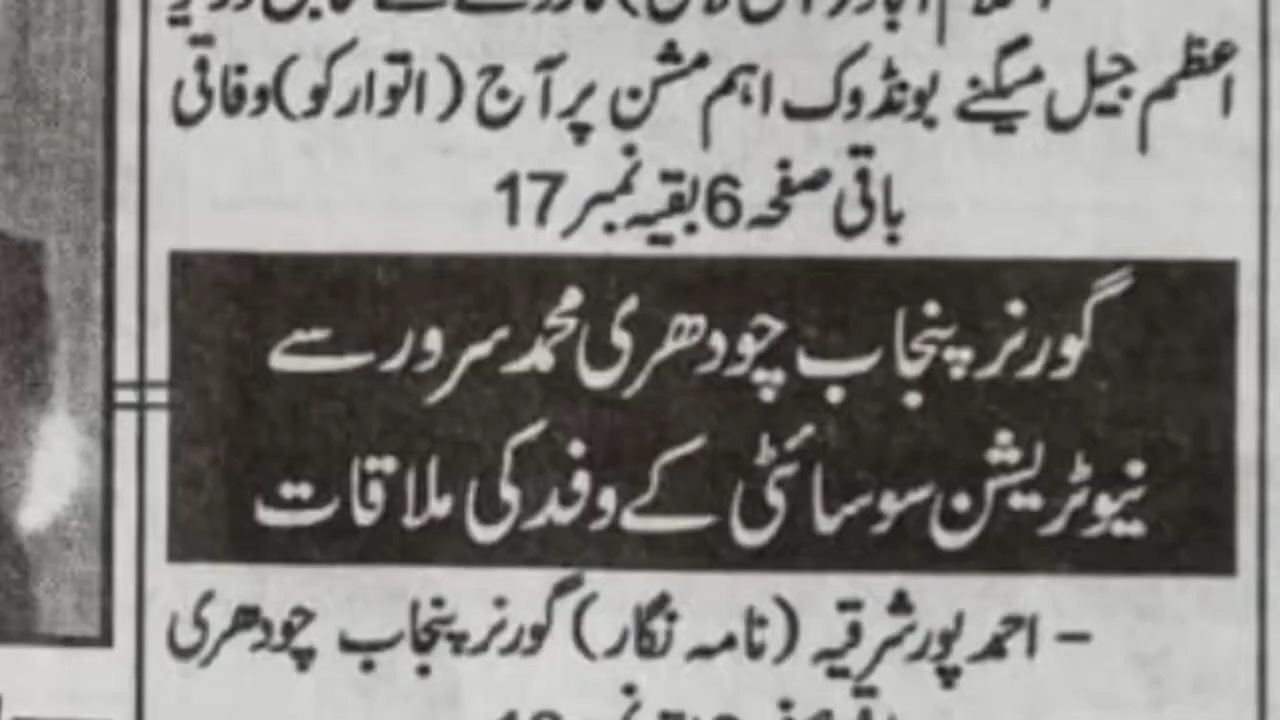 اعظم جیل میگنے بونڈوک اہم مشن پر آج (اتوار کو) وفاقی
باقی صفحہ 6 بقیہ نمبر 17
گورنر پنجاب چودھری محمد سرور سے
نیوٹریشن سوسائٹی کے وفد کی ملاقات
- احمد پور شرقیہ (نامہ نگار) گورنر پنجاب چودھری